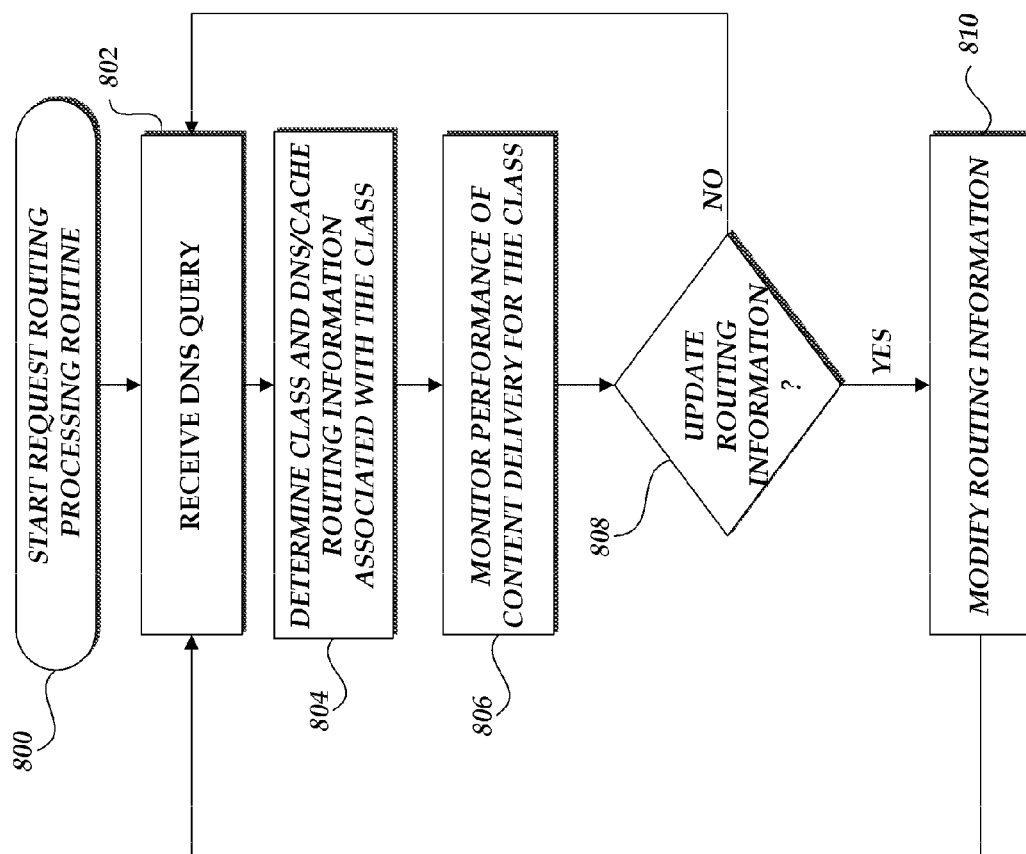 800
START REQUEST ROUTING
PROCESSING ROUTINE
802
RECEIVE DNS QUERY
804
DETERMINE CLASS AND DNS/CACHE
ROUTING INFORMATION
ASSOCIATED WITH THE CLASS
806
MONITOR PERFORMANCE OF
CONTENT DELIVERY FOR THE CLASS
808
UPDATE
ROUTING
INFORMATION
?
NO
YES
810
MODIFY ROUTING INFORMATION